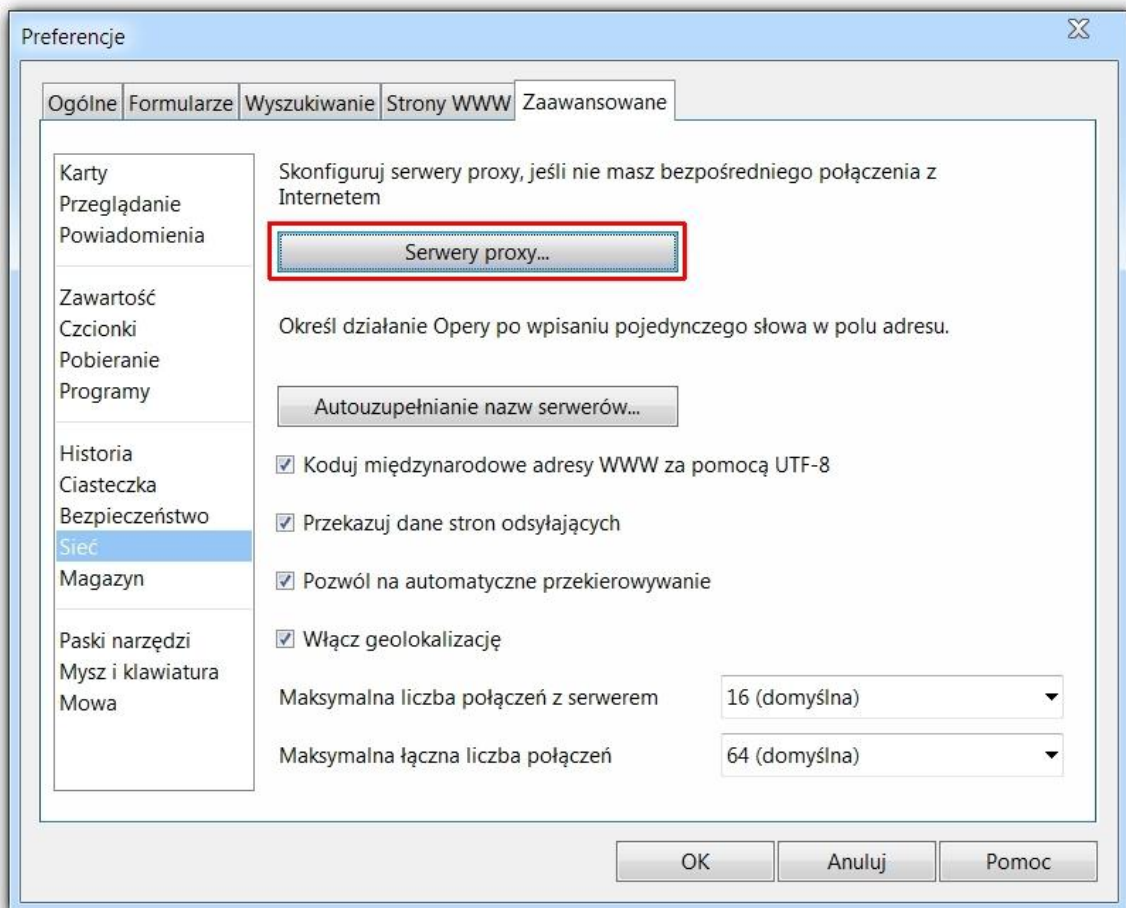 Preferencje
Ogólne Formularze Wyszukiwanie Strony WWW Zaawansowane
Karty
Przeglądanie
Powiadomienia
Zawartość
Czcionki
Pobieranie
Programy
Historia
Ciasteczka
Bezpieczeństwo
Sieć
Magazyn
Paski narzędzi
Mysz i klawiatura
Mowa
Skonfiguruj serwery proxy, jeśli nie masz bezpośredniego połączenia z
Internetem
Serwery proxy...
Określ działanie Opery po wpisaniu pojedynczego słowa w polu adresu.
Autouzupełnianie nazw serwerów...
Koduj międzynarodowe adresy WWW za pomocą UTF-8
Przekazuj dane stron odsyłających
Pozwól na automatyczne przekierowywanie
Włącz geolokalizację
Maksymalna liczba połączeń z serwerem 16 (domyślna)
Maksymalna łączna liczba połączeń 64 (domyślna)
OK Anuluj Pomoc